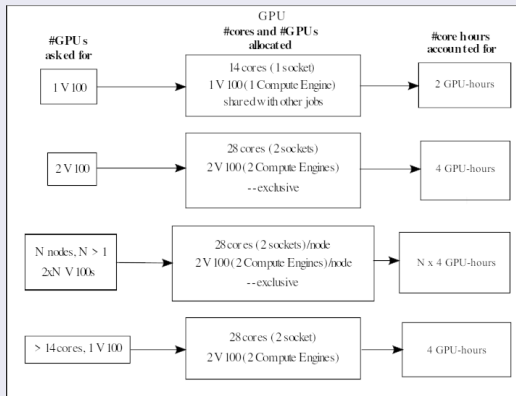 GPU
#GPUs
asked for
#cores and #GPUs
allocated
#core hours
accounted for
1 V100
14 cores (1 socket)
1 V100 (1 Compute Engine)
shared with other jobs
2 GPU-hours
2 V100
28 cores (2 sockets)
2 V100 (2 Compute Engines)
--exclusive
4 GPU-hours
N nodes, N > 1
2xN V100s
28 cores (2 sockets)/node
2 V100 (2 Compute Engines)/node
--exclusive
N x 4 GPU-hours
> 14cores, 1 V100
28 cores (2 socket)
2 V100 (2 Compute Engines)
4 GPU-hours